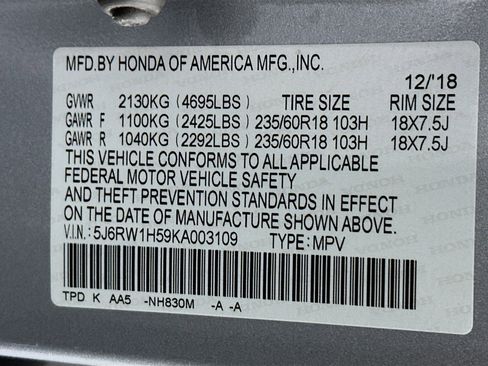 MFD.BY HONDA OF AMERICA MFG.,INC.
12/'18
GVWR 2130KG (4695LBS) TIRE SIZE RIM SIZE
GAWR F 1100KG (2425LBS) 235/60R18 103H 18X7.5J
GAWR R 1040KG (2292LBS) 235/60R18 103H 18X7.5J
THIS VEHICLE CONFORMS TO ALL APPLICABLE
FEDERAL MOTOR VEHICLE SAFETY
AND THEFT PREVENTION STANDARDS IN EFFECT
ON THE DATE OF MANUFACTURE SHOWN ABOVE.
V.I.N.: 5J6RW1H59KA003109 TYPE: MPV
TPD K AA5 -NH830M -A -A